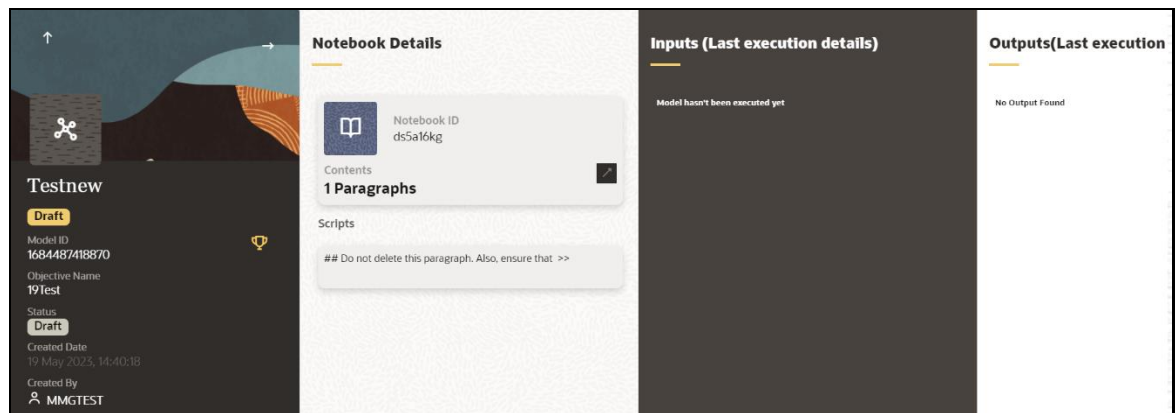 Testnew
Draft
Model ID
1684487418870
Objective Name
19Test
Status
Draft
Created Date
19 May 2023, 14:40:18
Created By
MMGTEST
Notebook Details
Notebook ID
ds5a16kg
Contents
1 Paragraphs
Scripts
## Do not delete this paragraph. Also, ensure that >>
Inputs (Last execution details)
Model hasn't been executed yet
Outputs(Last execution
No Output Found